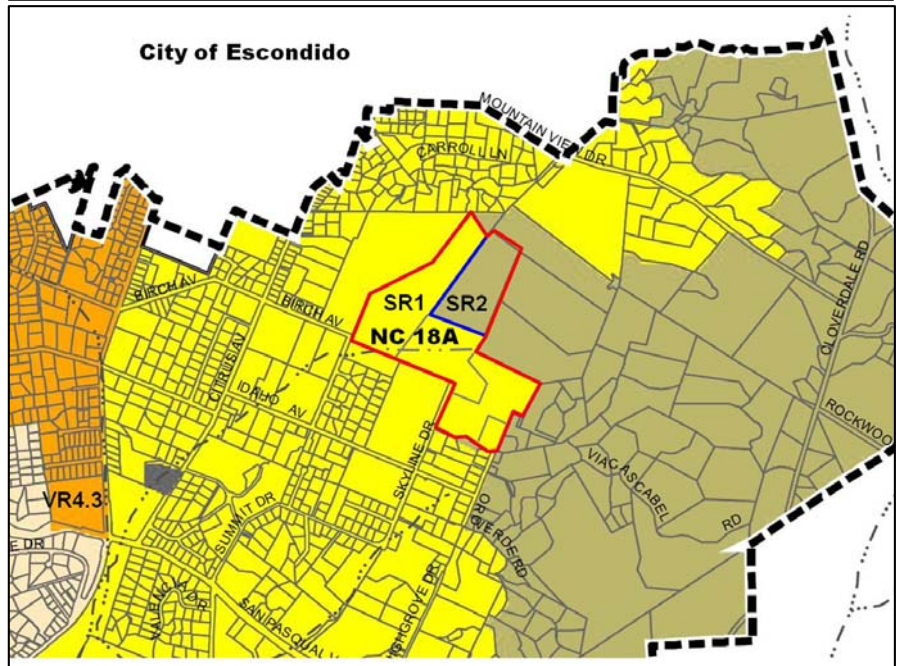 City of Escondido
MOUNTAIN VIEW DR
CARROLL LN
BIRCH AV
BIRCH AV
SR1
SR2
NC 18A
CLOVERDALE RD
CITRUS AV
IDAHO AV
ROCKWOO
SKYLINE DR
VIA CASCABEL
RD
VR4.3
SUMMIT DR
ORO
VERDE RD
E DR
VALENCIA DR
SAN PASQUAL V
HIGHGROVE DR